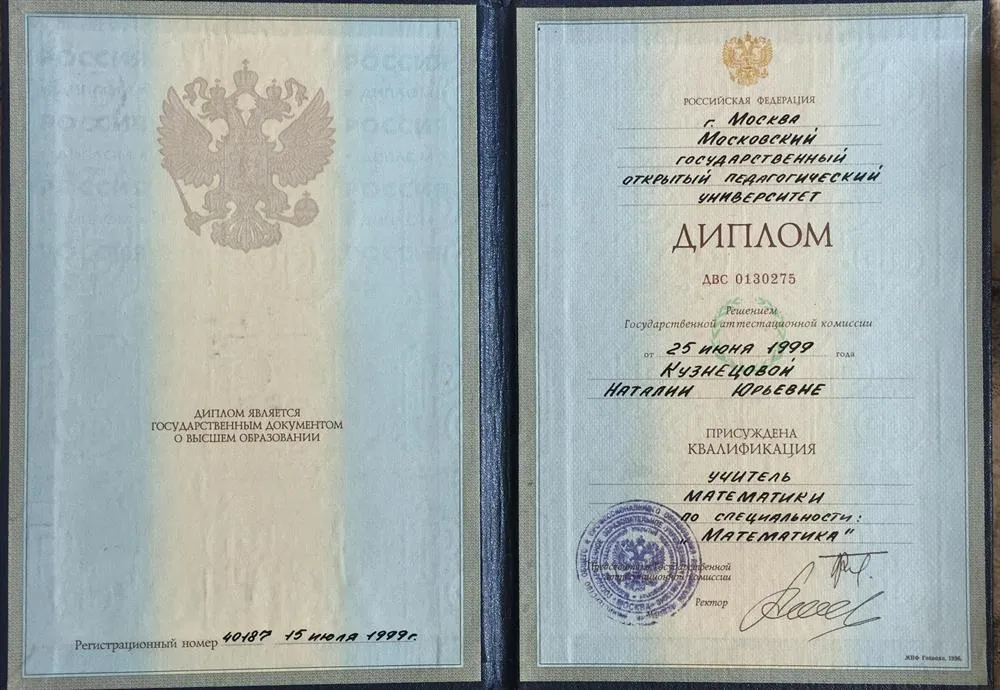 ДИПЛОМ ЯВЛЯЕТСЯ
ГОСУДАРСТВЕННЫМ ДОКУМЕНТОМ
О ВЫСШЕМ ОБРАЗОВАНИИ
Регистрационный номер 40187 15 июля 1999г.
РОССИЙСКАЯ ФЕДЕРАЦИЯ
г. Москва
Московский
государственный
открытый педагогический
университет
ДИПЛОМ
ДВС 0130275
Решением
Государственной аттестационной комиссии
от 25 июня 1999 года
Кузнецовой
Наталии Юрьевне
ПРИСУЖДЕНА
КВАЛИФИКАЦИЯ
учитель
математики
по специальности:
"Математика"
Председатель Государственной
аттестационной комиссии
Ректор